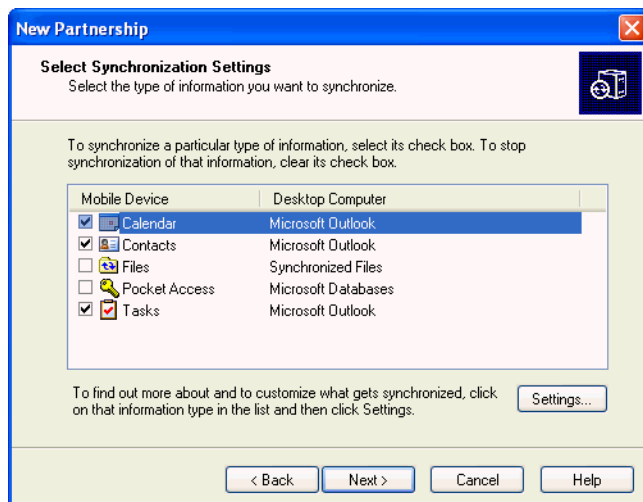 New Partnership
Select Synchronization Settings
Select the type of information you want to synchronize.
To synchronize a particular type of information, select its check box. To stop
synchronization of that information, clear its check box.
Mobile Device Desktop Computer
Calendar Microsoft Outlook
Contacts Microsoft Outlook
Files Synchronized Files
Pocket Access Microsoft Databases
Tasks Microsoft Outlook
To find out more about and to customize what gets synchronized, click
on that information type in the list and then click Settings.
Settings...
< Back Next > Cancel Help